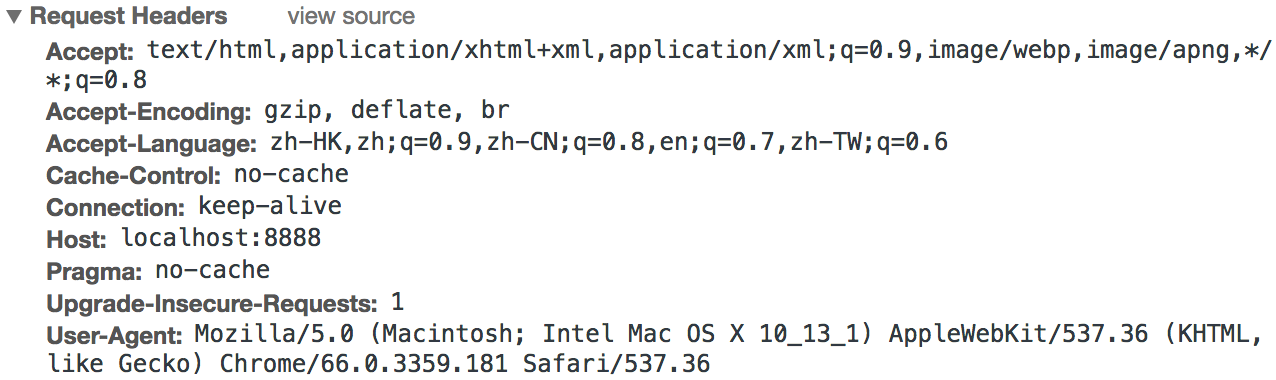 ▼ Request Headers view source
Accept: text/html,application/xhtml+xml,application/xml;q=0.9,image/webp,image/apng,*/
*;q=0.8
Accept-Encoding: gzip, deflate, br
Accept-Language: zh-HK,zh;q=0.9,zh-CN;q=0.8,en;q=0.7,zh-TW;q=0.6
Cache-Control: no-cache
Connection: keep-alive
Host: localhost:8888
Pragma: no-cache
Upgrade-Insecure-Requests: 1
User-Agent: Mozilla/5.0 (Macintosh; Intel Mac OS X 10_13_1) AppleWebKit/537.36 (KHTML,
like Gecko) Chrome/66.0.3359.181 Safari/537.36